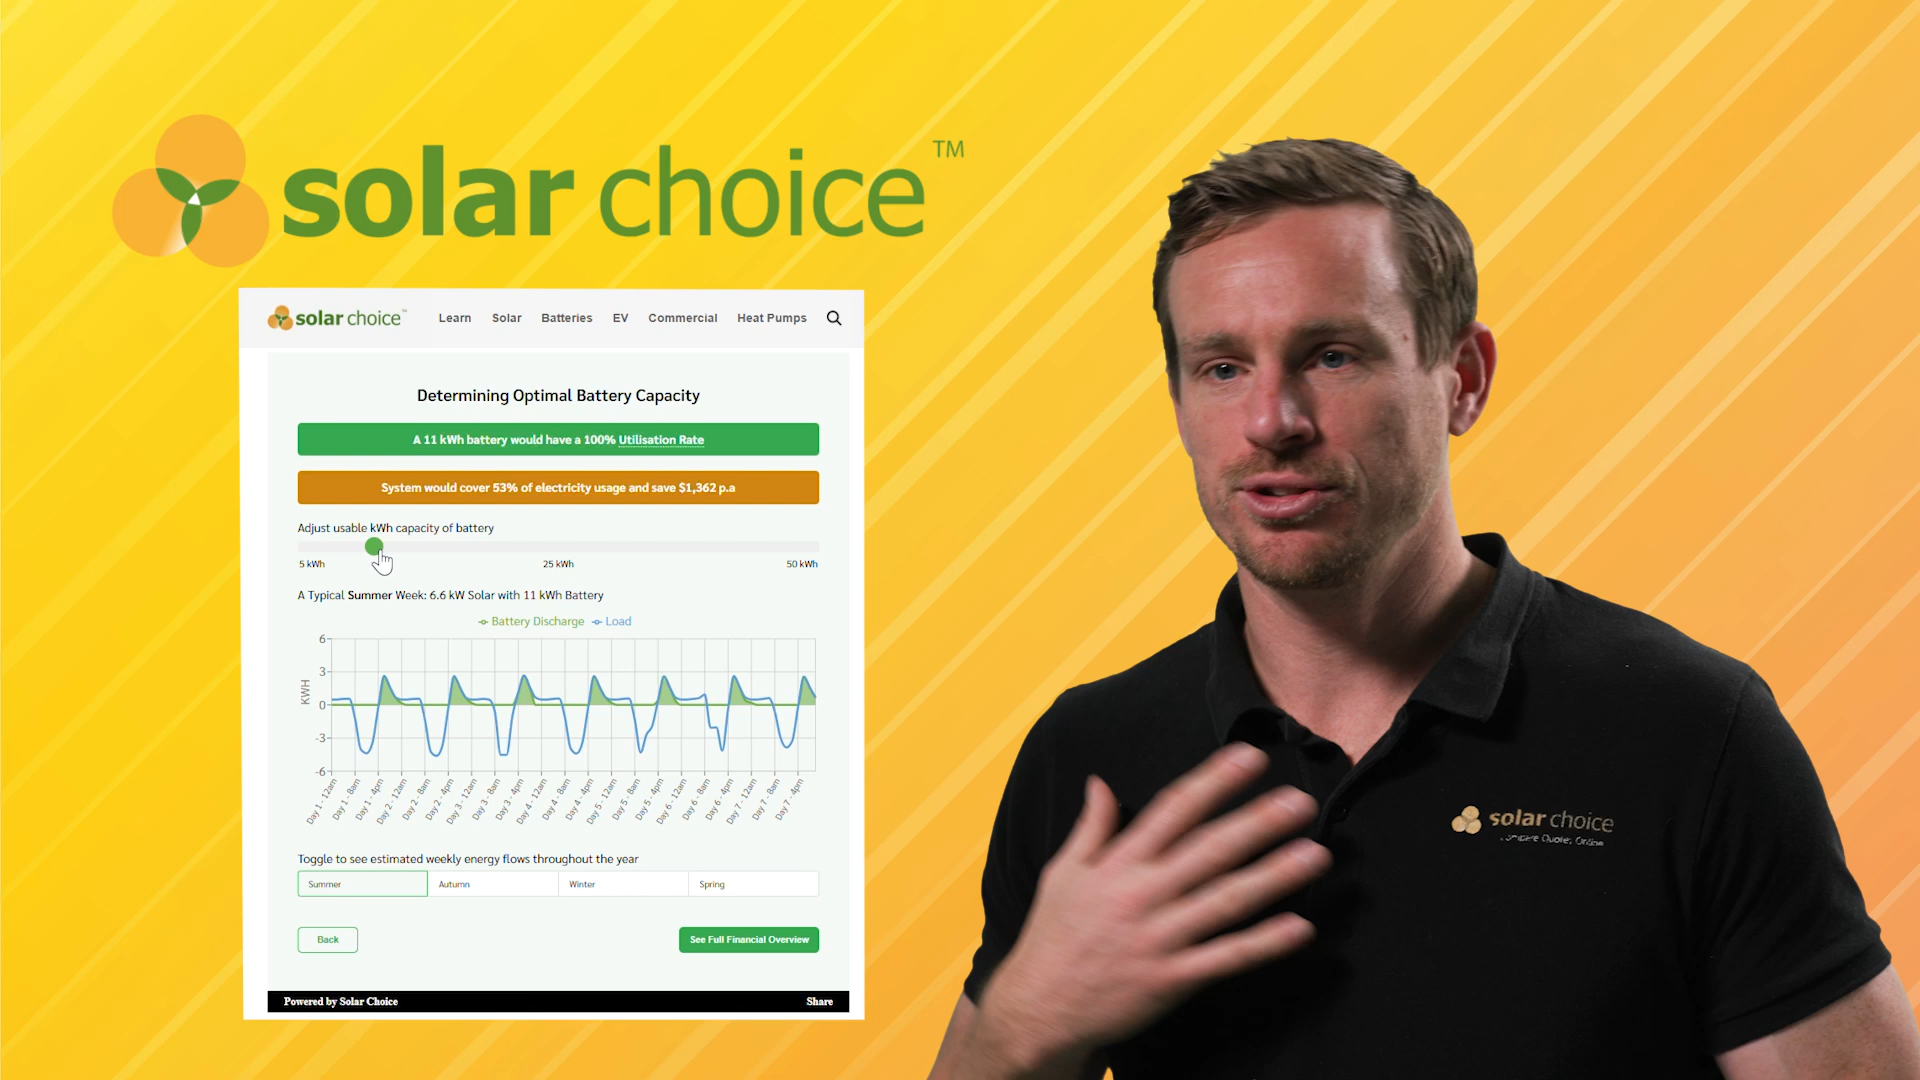 solar choice ™
solar choice™
Learn Solar Batteries EV Commercial Heat Pumps
Determining Optimal Battery Capacity
A 11 kWh battery would have a 100% Utilisation Rate
System would cover 53% of electricity usage and save $1,362 p.a
Adjust usable kWh capacity of battery
5 kWh 25 kWh 50 kWh
A Typical Summer Week: 6.6 kW Solar with 11 kWh Battery
Battery Discharge Load
6
3
0
-3
-6
KWH
Day 1 - 12am Day 1 - 8am Day 1 - 4pm Day 2 - 12am Day 2 - 8am Day 2 - 4pm Day 3 - 12am Day 3 - 8am Day 3 - 4pm Day 4 - 12am Day 4 - 8am Day 4 - 4pm Day 5 - 12am Day 5 - 8am Day 5 - 4pm Day 6 - 12am Day 6 - 8am Day 6 - 4pm Day 7 - 12am Day 7 - 8am Day 7 - 4pm
Toggle to see estimated weekly energy flows throughout the year
Summer Autumn Winter Spring
Back See Full Financial Overview
Powered by Solar Choice Share
solar choice
Compare Quotes Online